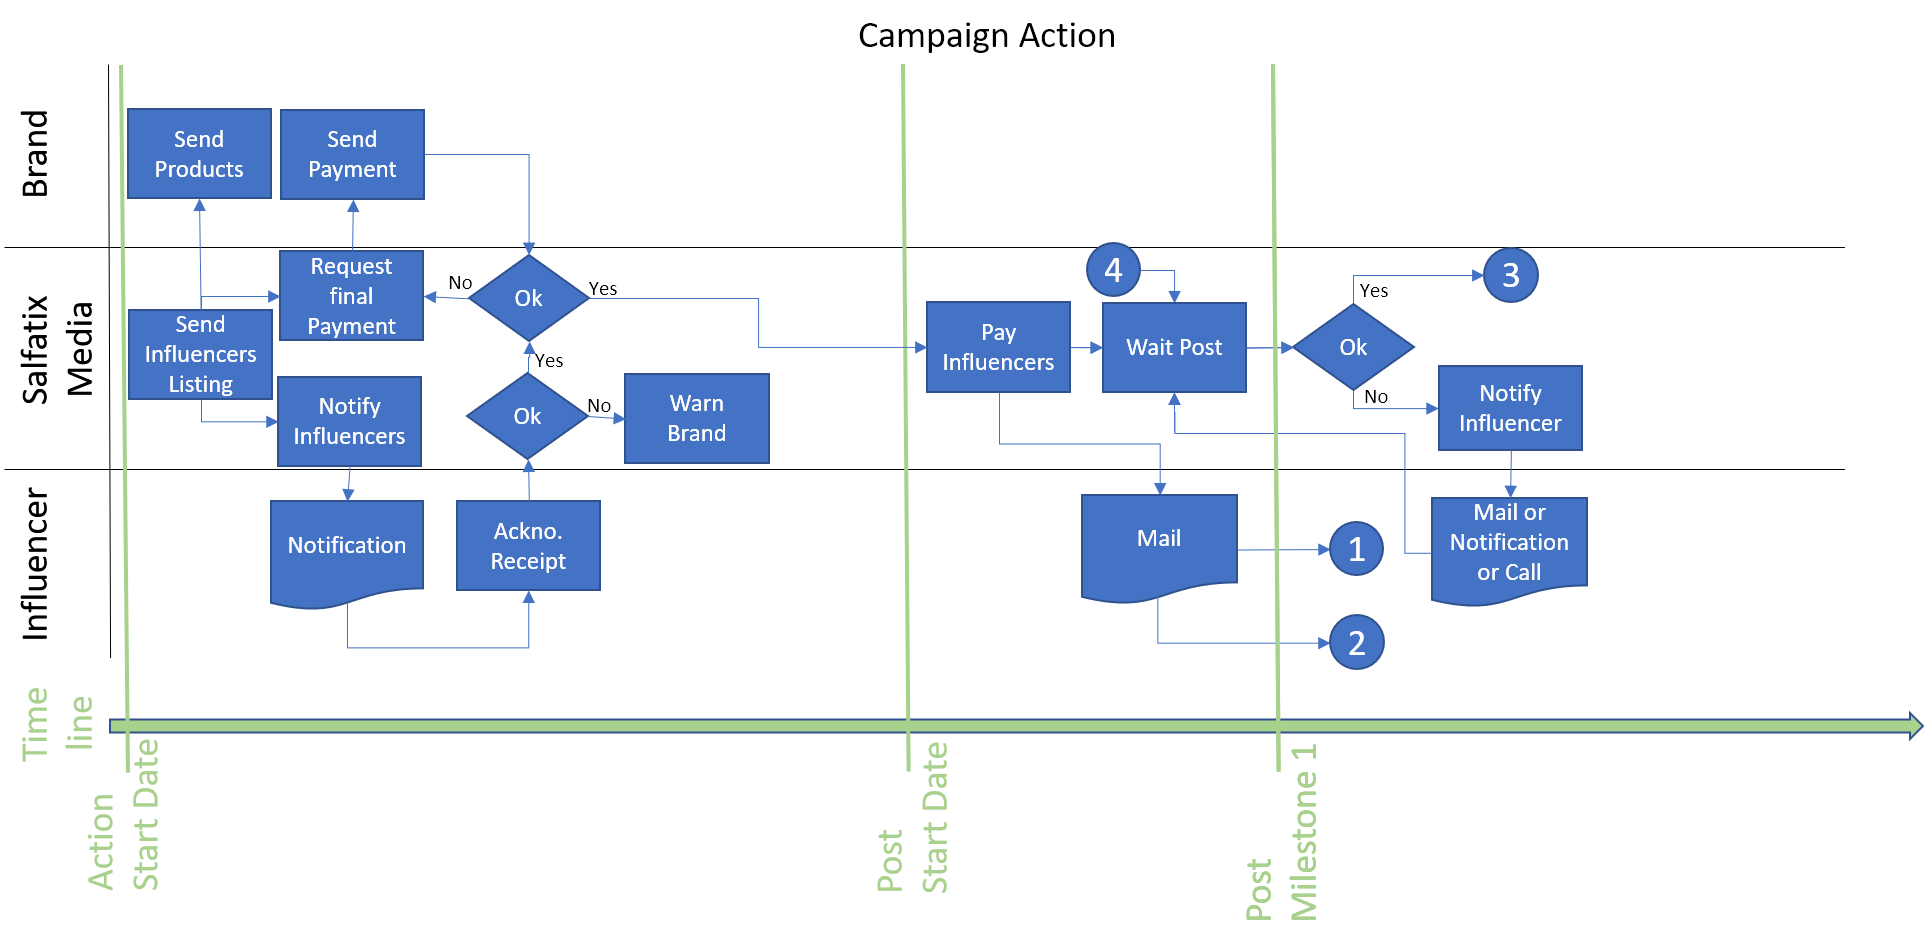 Campaign Action
Brand
Send
Products
Send
Payment
Salfatix
Media
Send
Influencers
Listing
Request
final
Payment
Notify
Influencers
No
Ok
Yes
Yes
Ok
No
Warn
Brand
Pay
Influencers
4
Wait Post
Ok
Yes
3
No
Notify
Influencer
Influencer
Notification
Ackno.
Receipt
Mail
1
2
Mail or
Notification
or Call
Time
line
Action
Start Date
Post
Start Date
Post
Milestone 1